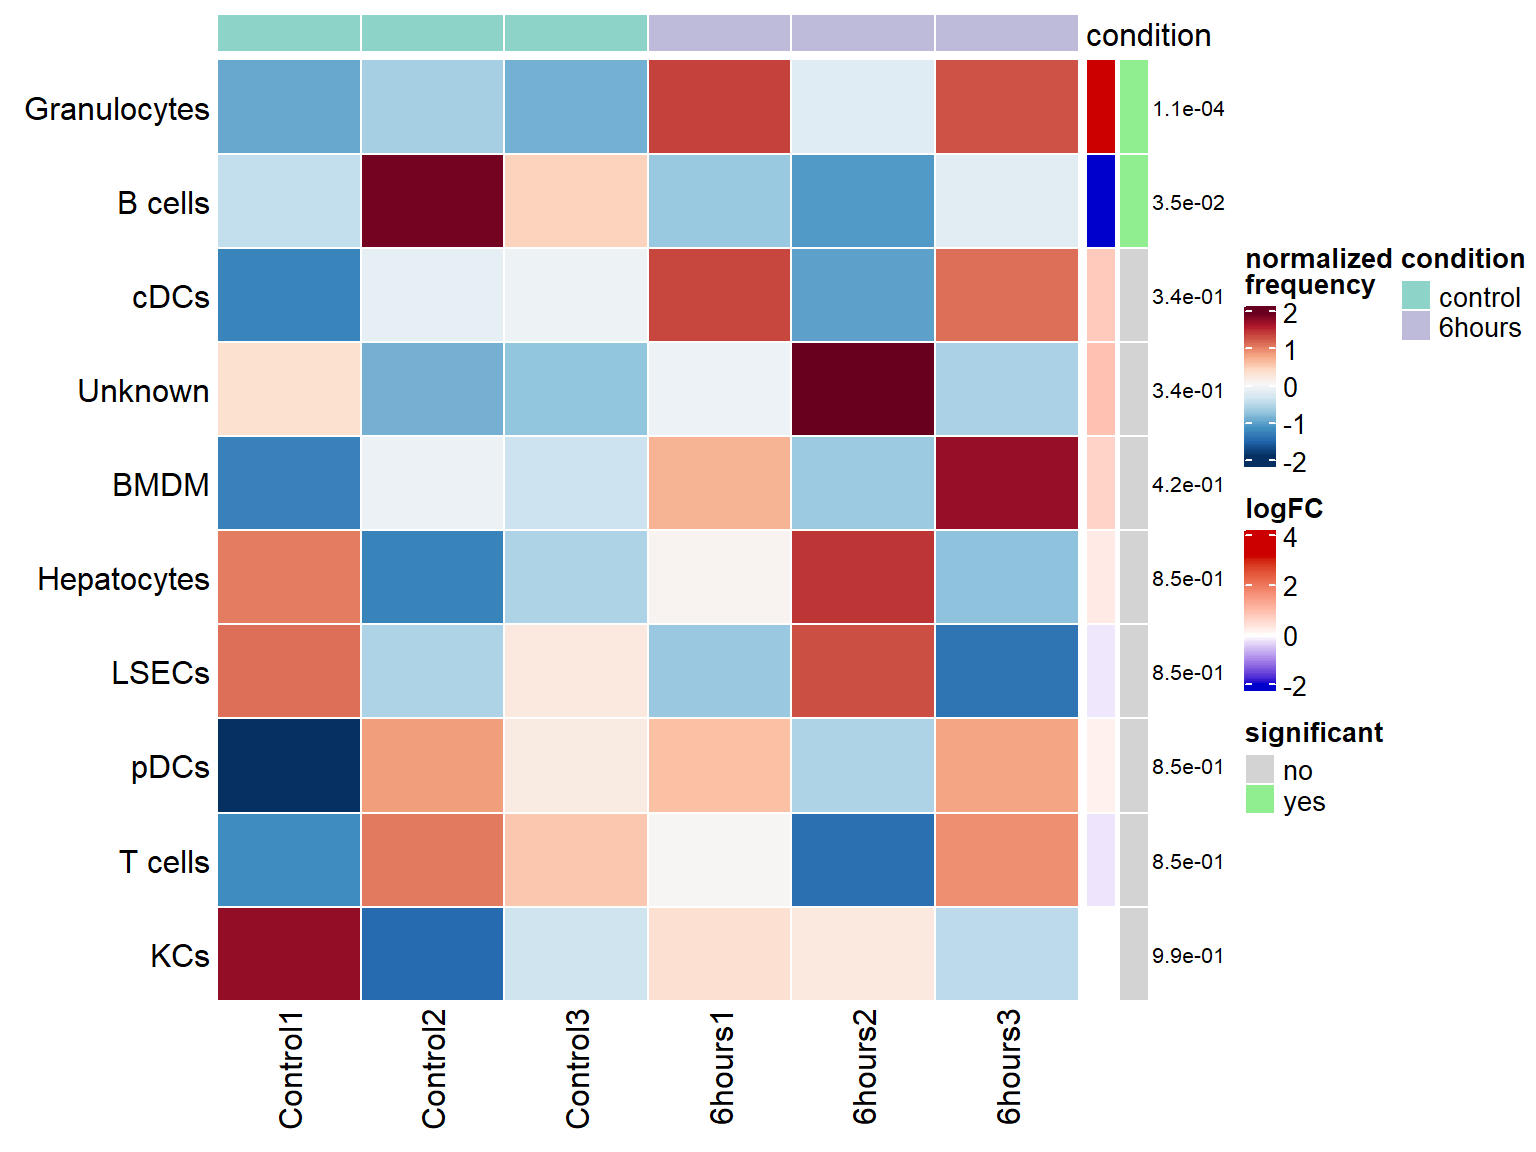 condition
Granulocytes
1.1e-04
B cells
3.5e-02
cDCs
3.4e-01
Unknown
3.4e-01
BMDM
4.2e-01
Hepatocytes
8.5e-01
LSECs
8.5e-01
pDCs
8.5e-01
T cells
8.5e-01
KCs
9.9e-01
Control1
Control2
Control3
6hours1
6hours2
6hours3
normalized
frequency
2
1
0
-1
-2
condition
control
6hours
logFC
4
2
0
-2
significant
no
yes